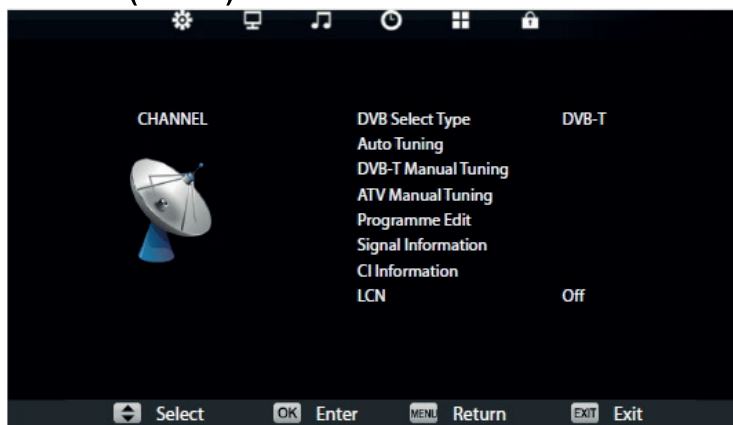 CHANNEL
DVB Select Type DVB-T
Auto Tuning
DVB-T Manual Tuning
ATV Manual Tuning
Programme Edit
Signal Information
CI Information
LCN Off
Select OK Enter MENU Return EXIT Exit